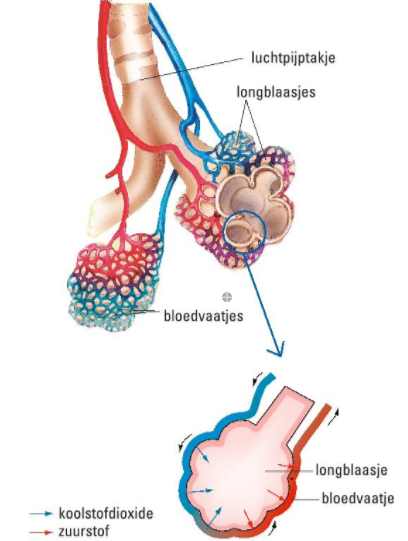 luchtpijptakje
longblaasjes
bloedvaatjes
longblaasje
bloedvaatje
koolstofdioxide
zuurstof